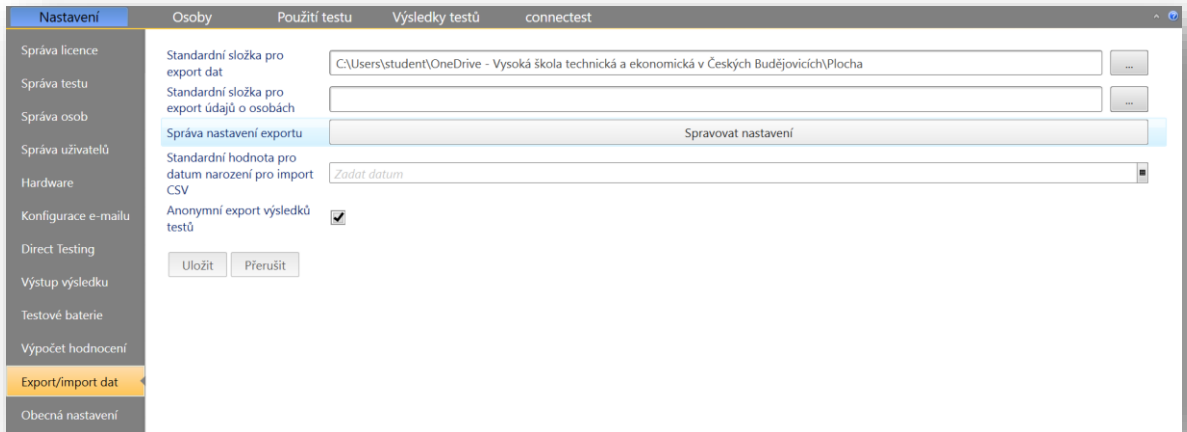 Nastavení
Osoby
Použití testu
Výsledky testů
connectest
Správa licence
Správa testu
Správa osob
Správa uživatelů
Hardware
Konfigurace e-mailu
Direct Testing
Výstup výsledku
Testové baterie
Výpočet hodnocení
Export/import dat
Obecná nastavení
Standardní složka pro
export dat
C:\Users\student\OneDrive - Vysoká škola technická a ekonomická v Českých Budějovicích\Plocha
...
Standardní složka pro
export údajů o osobách
...
Správa nastavení exportu
Spravovat nastavení
Standardní hodnota pro
datum narození pro import
CSV
Zadat datum
Anonymní export výsledků
testů
Uložit
Přerušit